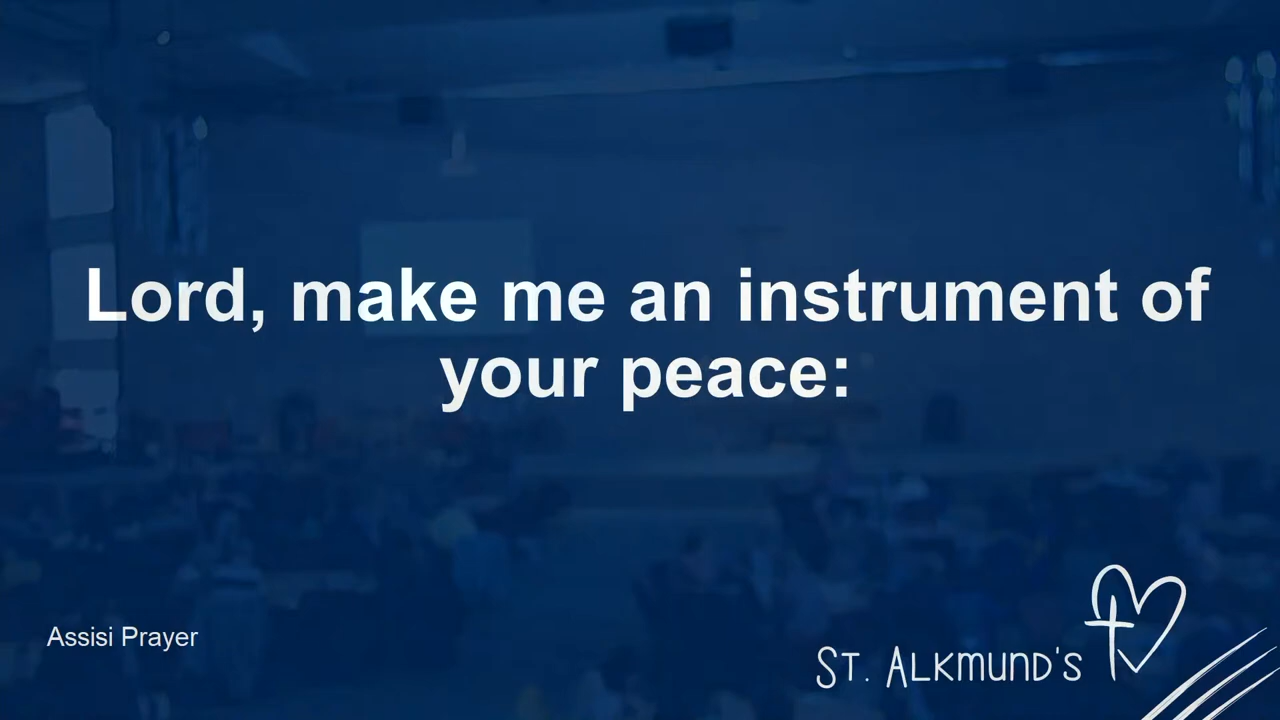 Lord, make me an instrument of
your peace:
Assisi Prayer
St. Alkmund's